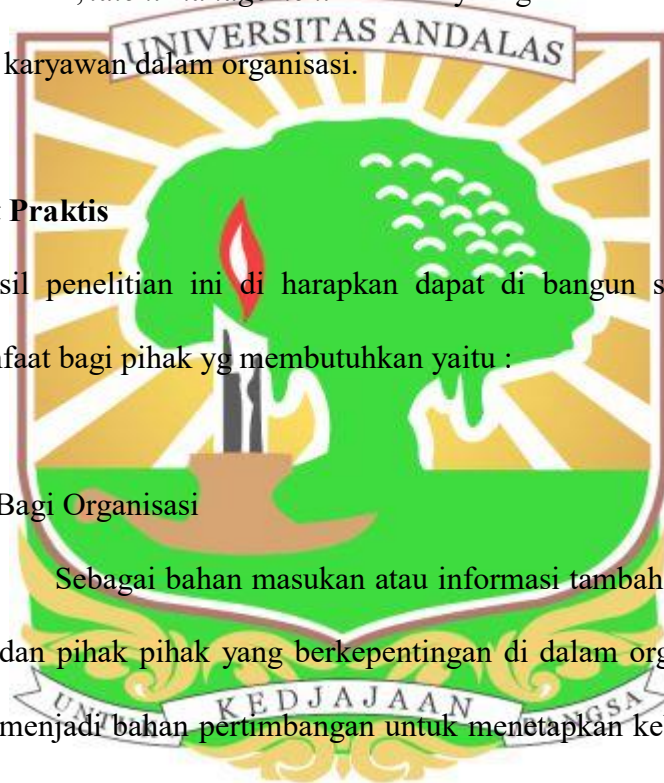 UNIVERSITAS ANDALAS
karyawan dalam organisasi.
Praktis
sil penelitian ini di harapkan dapat di bangun s
faat bagi pihak yg membutuhkan yaitu :
Bagi Organisasi
Sebagai bahan masukan atau informasi tambah
dan pihak pihak yang berkepentingan di dalam org
menjadi bahan pertimbangan untuk menetapkan ke
UNTUK KEDJAJAAN BANGSA